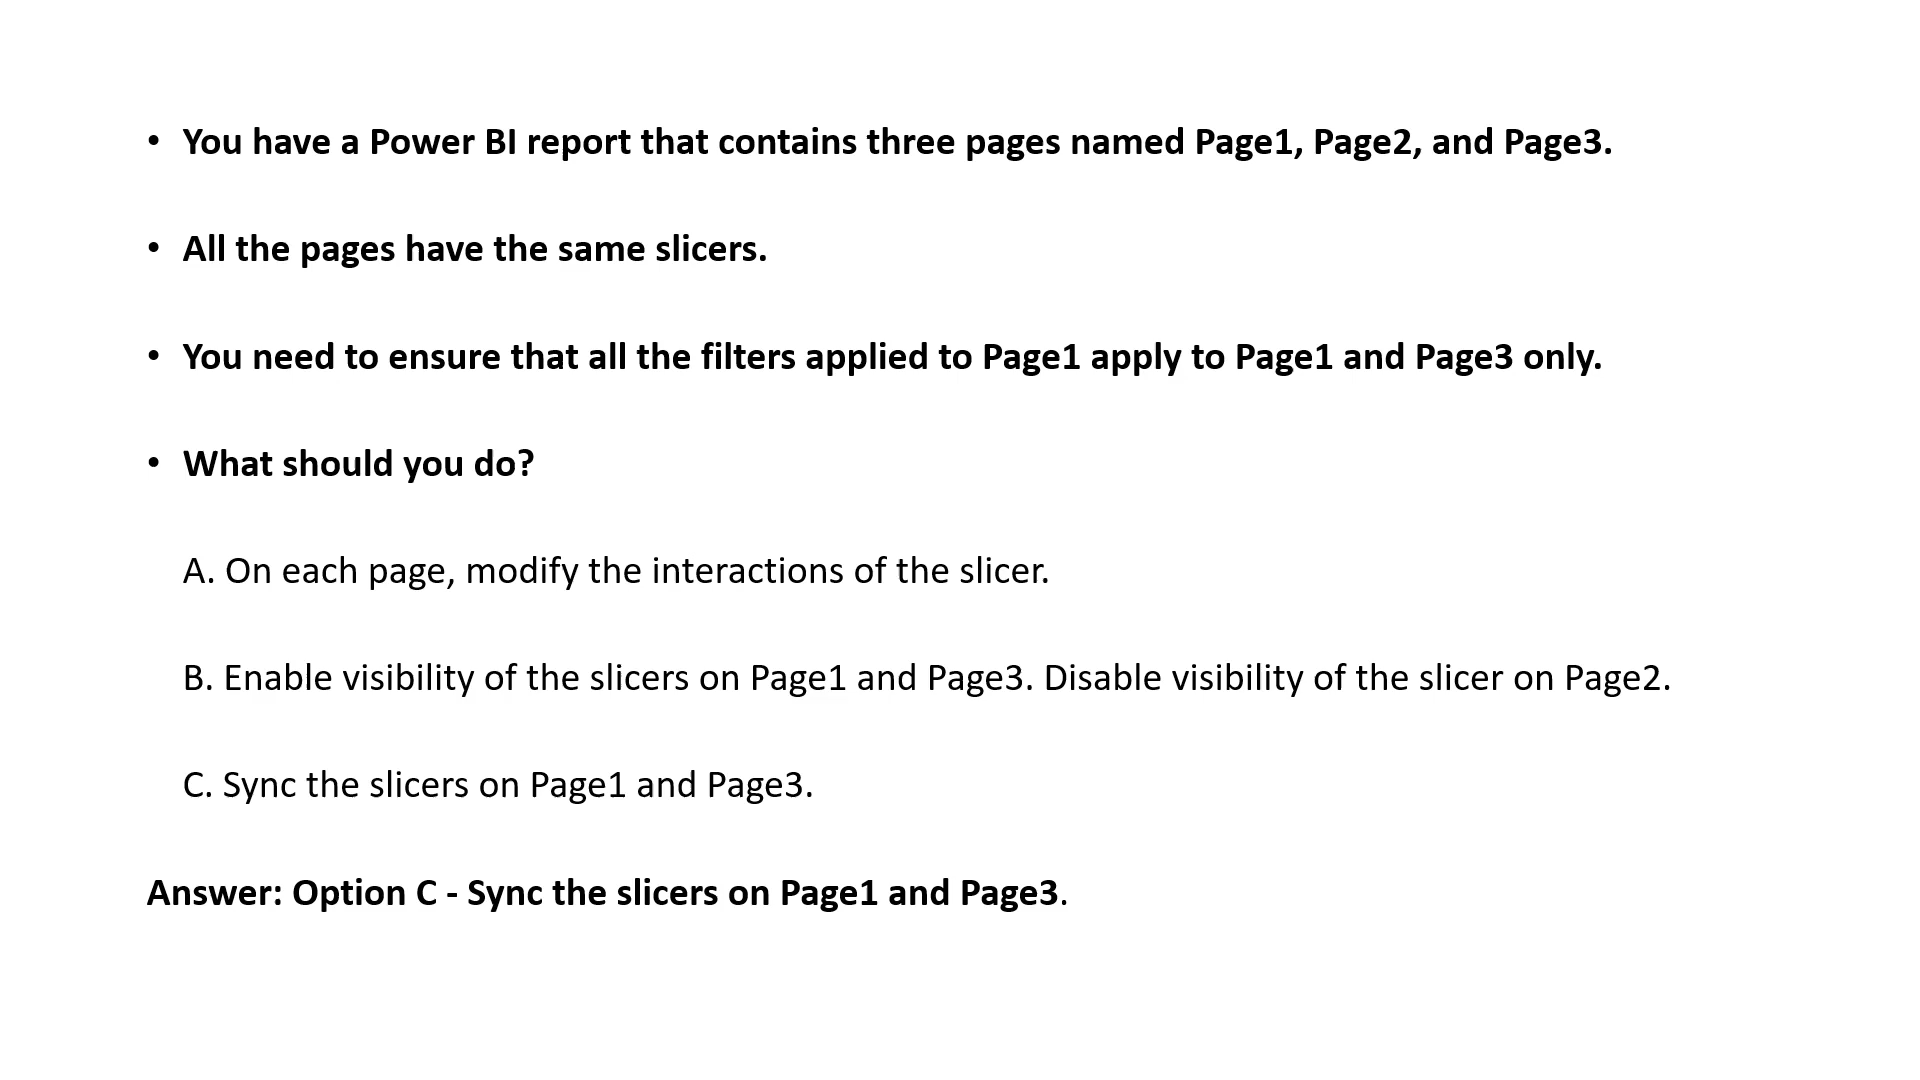 • You have a Power BI report that contains three pages named Page1, Page2, and Page3.
• All the pages have the same slicers.
• You need to ensure that all the filters applied to Page1 apply to Page1 and Page3 only.
• What should you do?
A. On each page, modify the interactions of the slicer.
B. Enable visibility of the slicers on Page1 and Page3. Disable visibility of the slicer on Page2.
C. Sync the slicers on Page1 and Page3.
Answer: Option C - Sync the slicers on Page1 and Page3.